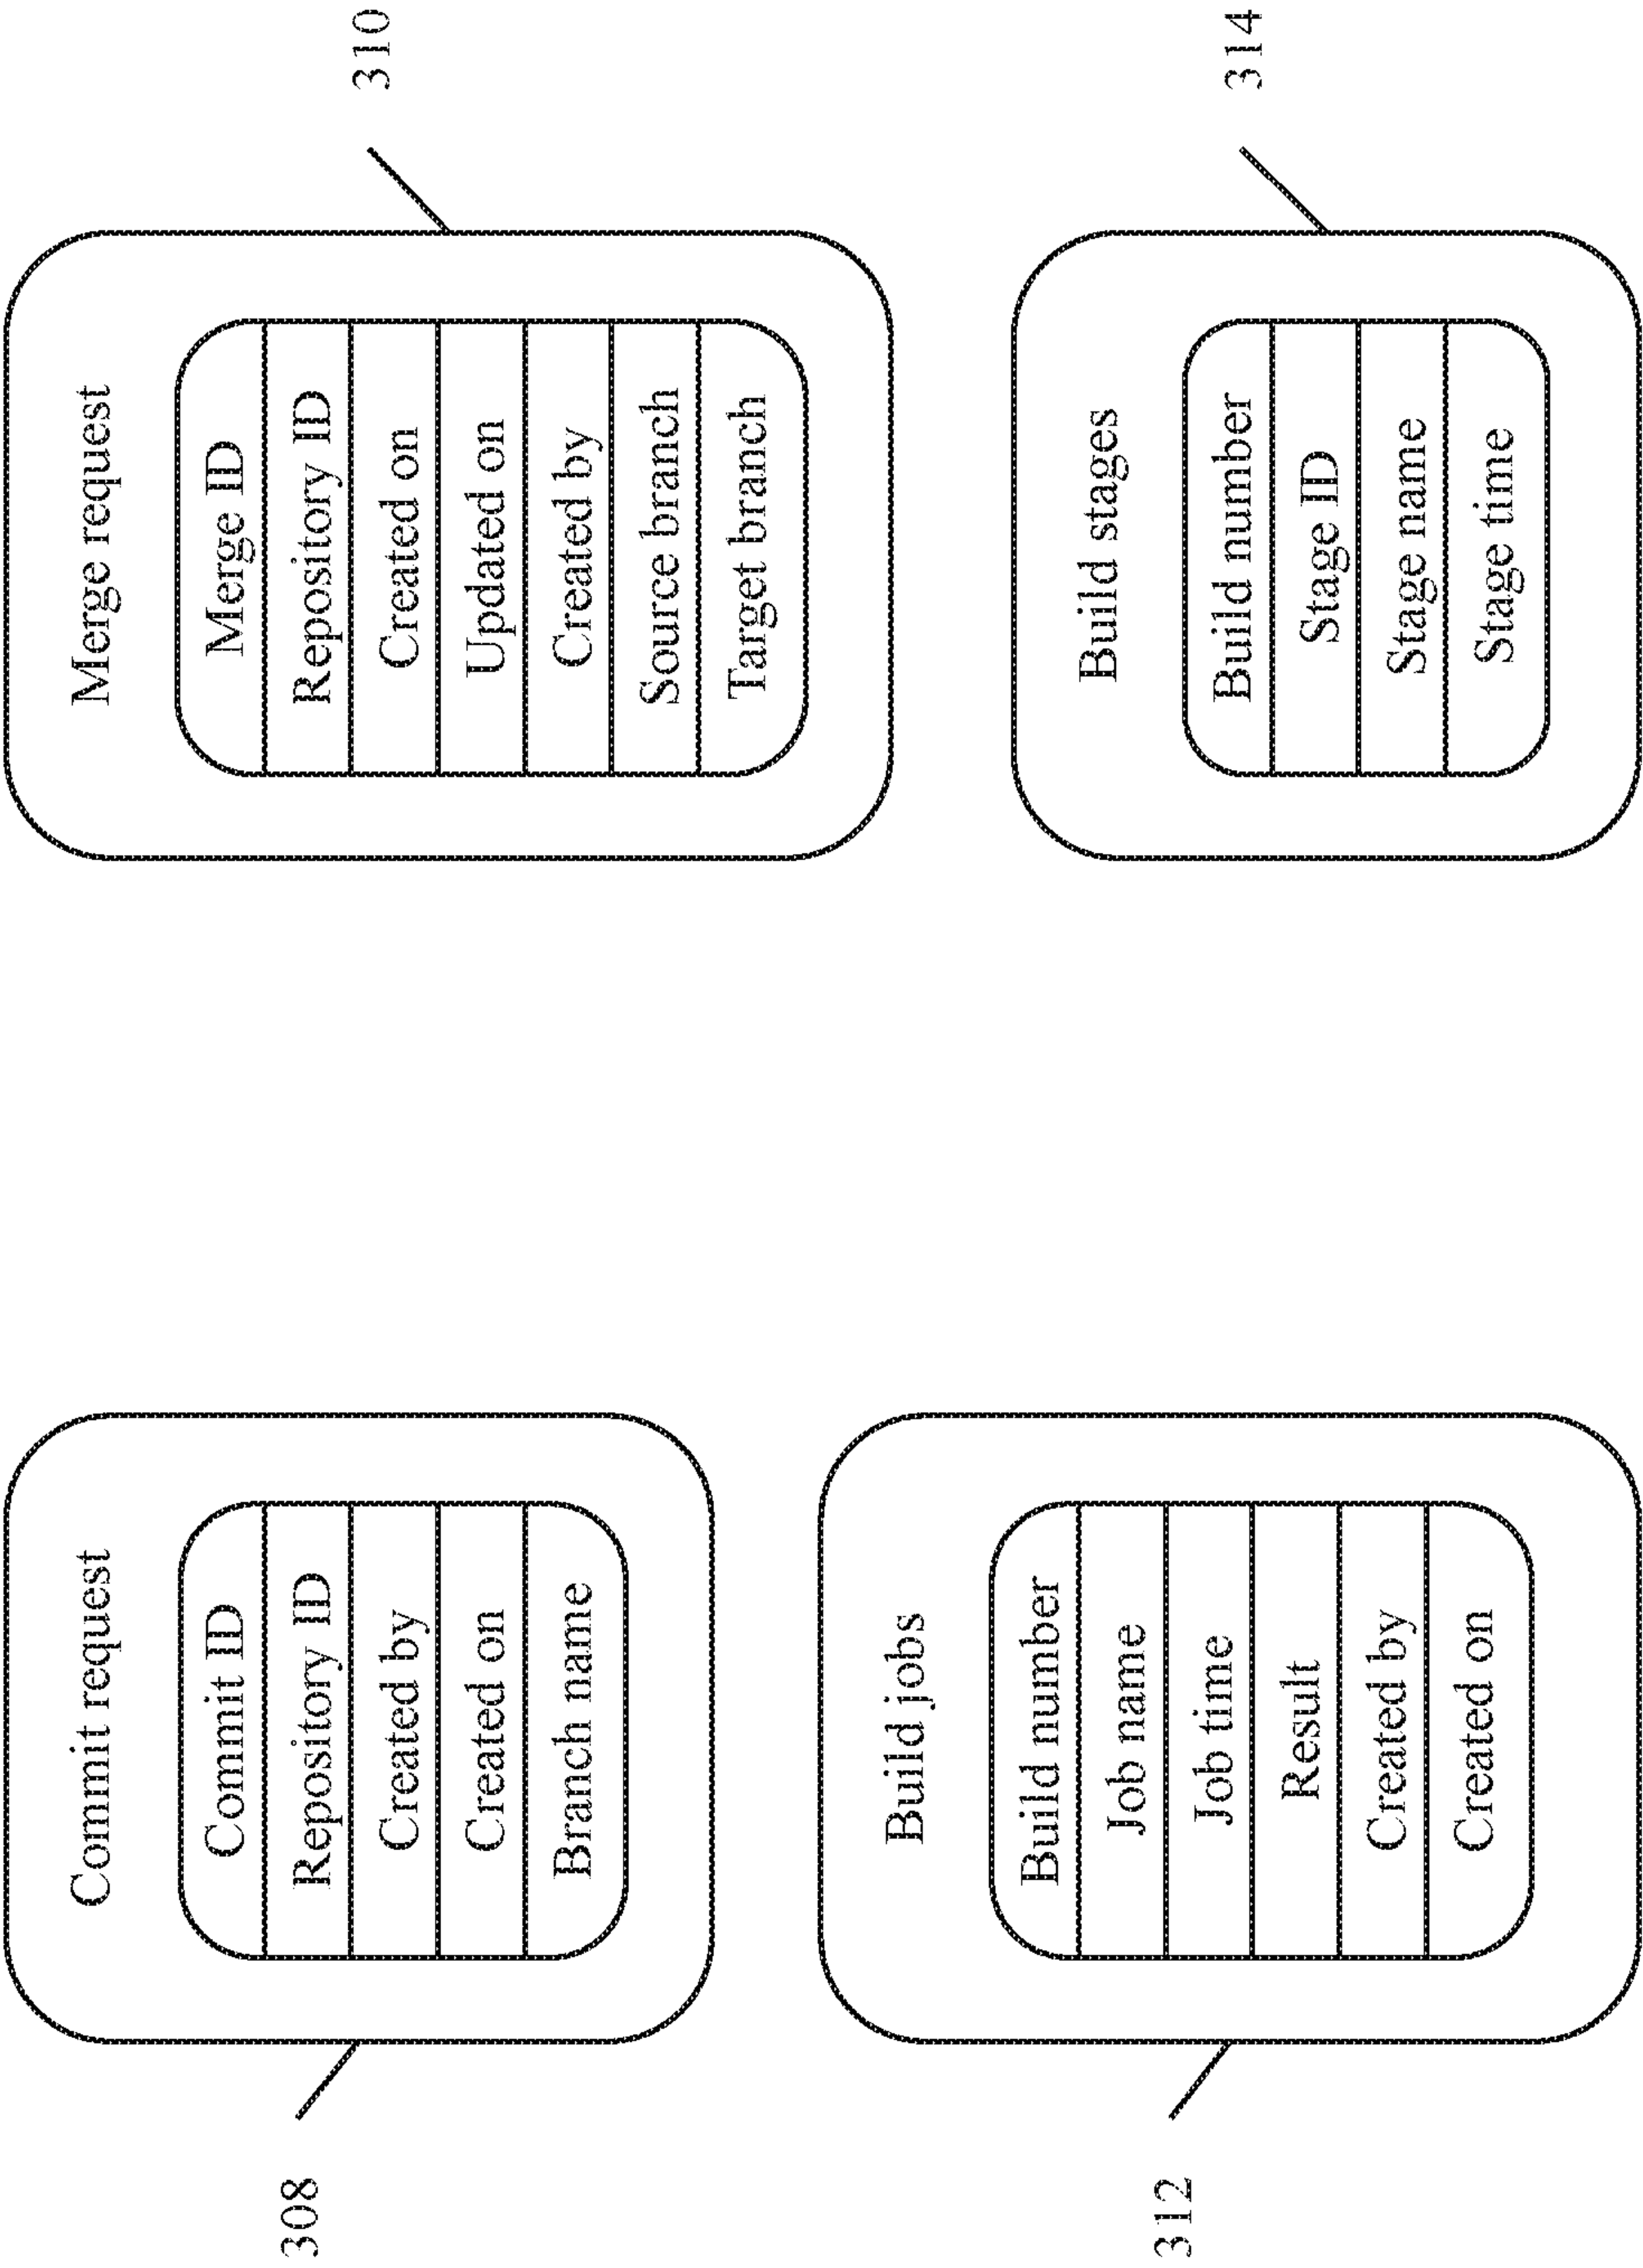 308
Commit request
Commit ID
Repository ID
Created by
Created on
Branch name
Merge request
Merge ID
Repository ID
Created on
Updated on
Created by
Source branch
Target branch
310
312
Build jobs
Build number
Job name
Job time
Result
Created by
Created on
Build stages
Build number
Stage ID
Stage name
Stage time
314